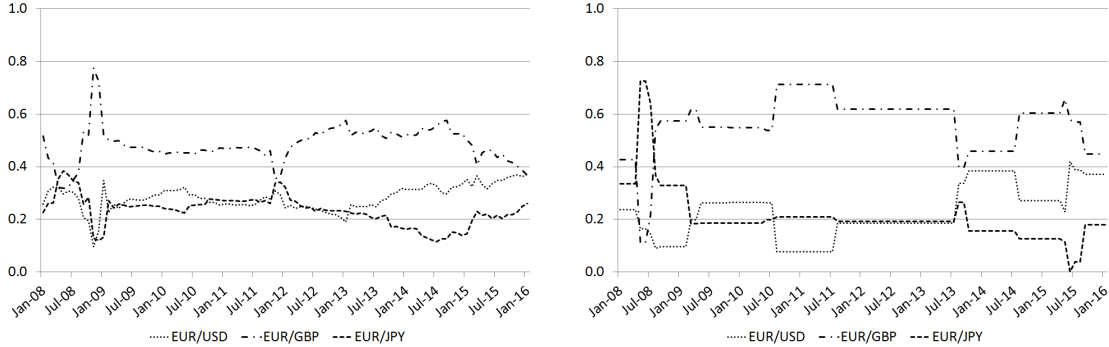 1.0
0.8
0.6
0.4
0.2
0.0
Jan-08
Jul-08
Jan-09
Jul-09
Jan-10
Jul-10
Jan-11
Jul-11
Jan-12
Jul-12
Jan-13
Jul-13
Jan-14
Jul-14
Jan-15
Jul-15
Jan-16
EUR/USD EUR/GBP EUR/JPY
1.0
0.8
0.6
0.4
0.2
0.0
Jan-08
Jul-08
Jan-09
Jul-09
Jan-10
Jul-10
Jan-11
Jul-11
Jan-12
Jul-12
Jan-13
Jul-13
Jan-14
Jul-14
Jan-15
Jul-15
Jan-16
EUR/USD EUR/GBP EUR/JPY